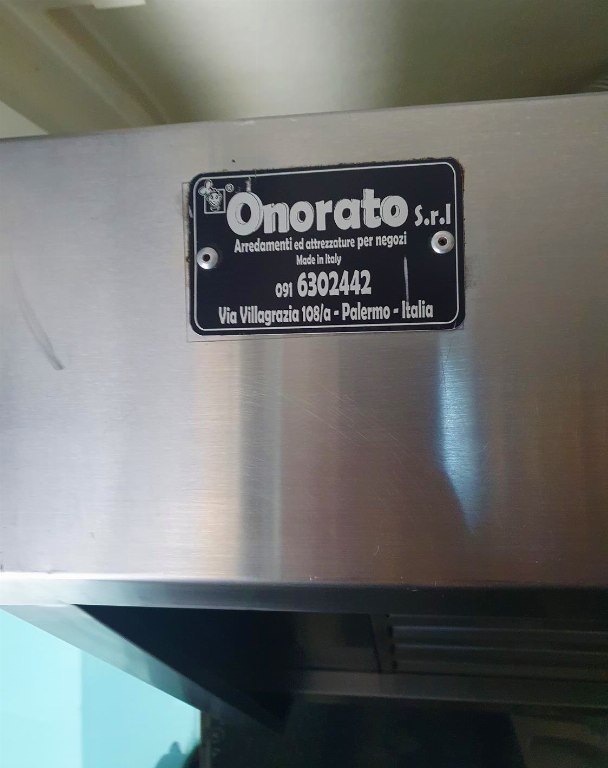 ® Onorato S.r.l
Arredamenti ed attrezzature per negozi
Made in Italy
091 6302442
Via Villagrazia 108/a - Palermo - Italia